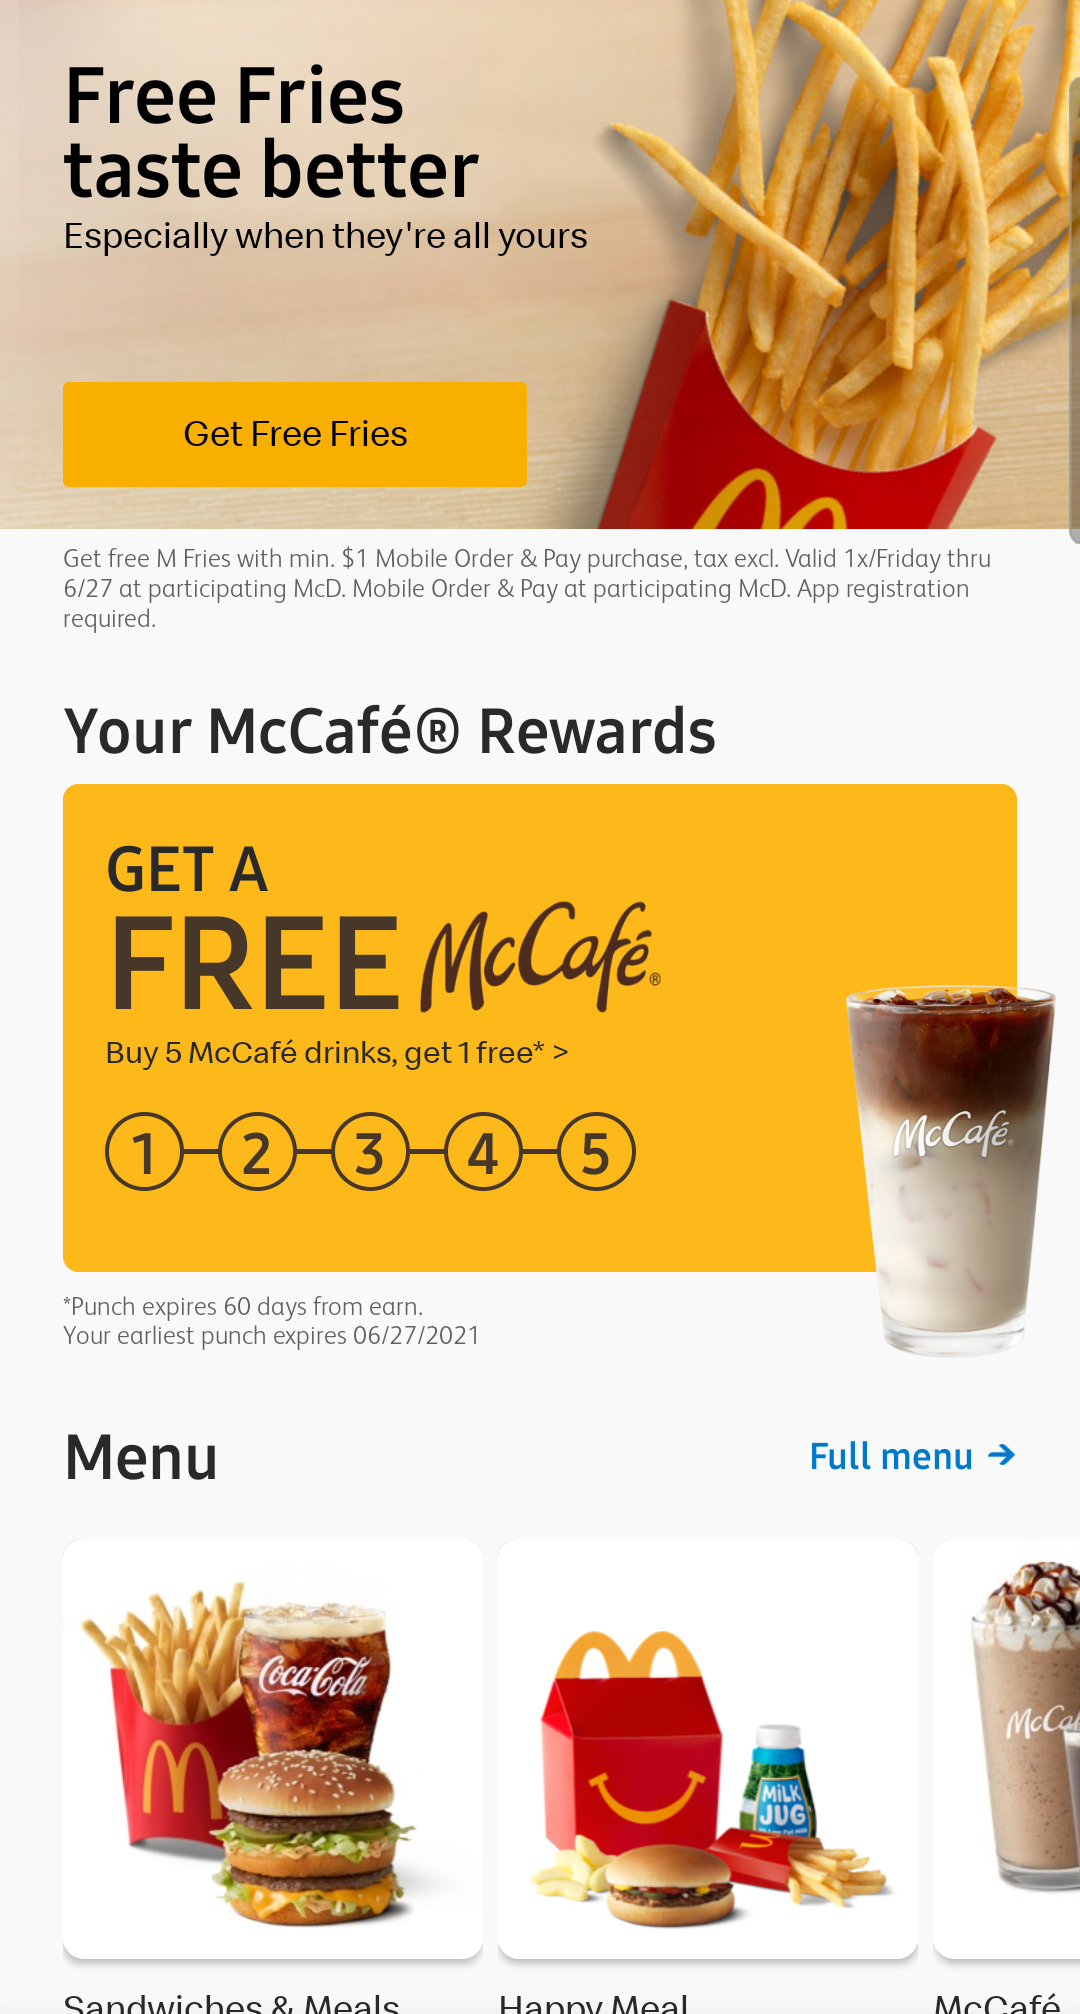 Free Fries
taste better
Especially when they're all yours
Get Free Fries
Get free M Fries with min. $1 Mobile Order & Pay purchase, tax excl. Valid 1x/Friday thru
6/27 at participating McD. Mobile Order & Pay at participating McD. App registration
required.
Your McCafé® Rewards
GET A
FREE McCafé®
Buy 5 McCafé drinks, get 1 free* >
1 2 3 4 5
McCafé®
*Punch expires 60 days from earn.
Your earliest punch expires 06/27/2021
Menu
Full menu →
Coca-Cola
MiLK
JUG
McCaf
Sandwiches & Meals
Happy Meal
McCafé